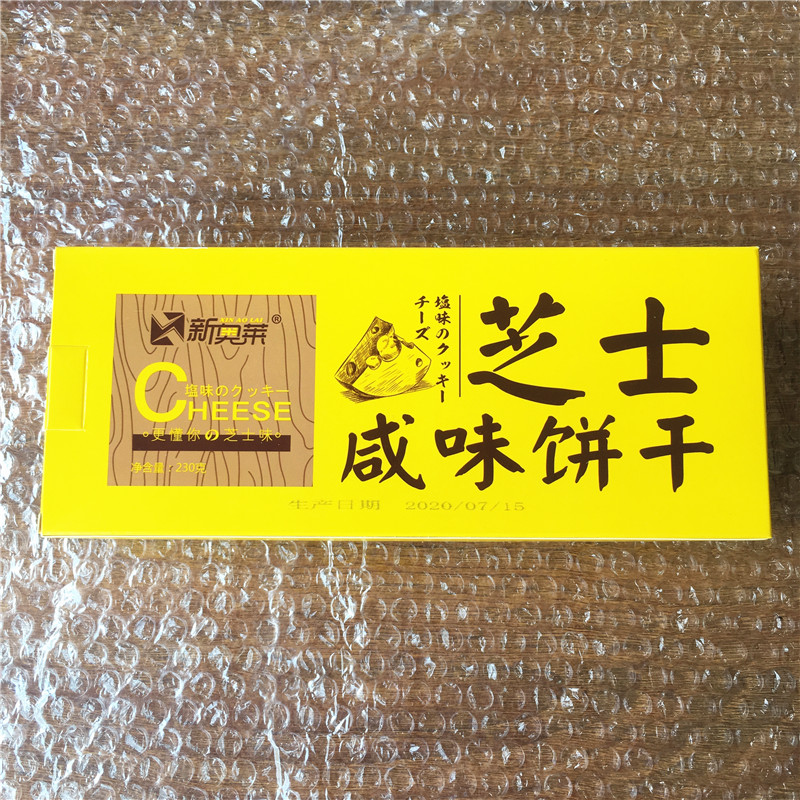 XIN AO LAI
新奥莱®
塩味のクッキー
CHEESE
更懂你の芝士味
净含量：230克
塩味のクッキー
チーズ
芝士
咸味饼干
生产日期 2020/07/15